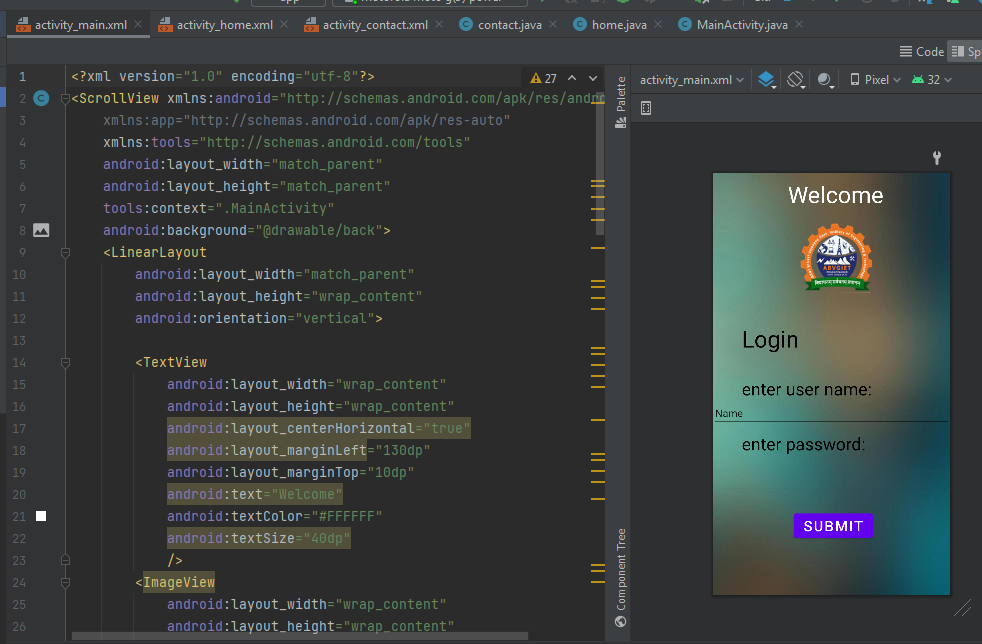 activity_main.xml
activity_home.xml
activity_contact.xml
contact.java
home.java
MainActivity.java
Code
Sp
27
activity_main.xml
Pixel
32
Palette
Component Tree
1 <?xml version="1.0" encoding="utf-8"?>
2 <ScrollView xmlns:android="http://schemas.android.com/apk/res/andro
3 xmlns:app="http://schemas.android.com/apk/res-auto"
4 xmlns:tools="http://schemas.android.com/tools"
5 android:layout_width="match_parent"
6 android:layout_height="match_parent"
7 tools:context=".MainActivity"
8 android:background="@drawable/back">
9 <LinearLayout
10 android:layout_width="match_parent"
11 android:layout_height="wrap_content"
12 android:orientation="vertical">
13
14 <TextView
15 android:layout_width="wrap_content"
16 android:layout_height="wrap_content"
17 android:layout_centerHorizontal="true"
18 android:layout_marginLeft="130dp"
19 android:layout_marginTop="10dp"
20 android:text="Welcome"
21 android:textColor="#FFFFFF"
22 android:textSize="40dp"
23 />
24 <ImageView
25 android:layout_width="wrap_content"
26 android:layout_height="wrap_content"
Welcome
ABVGIET
Login
enter user name:
Name
enter password:
SUBMIT